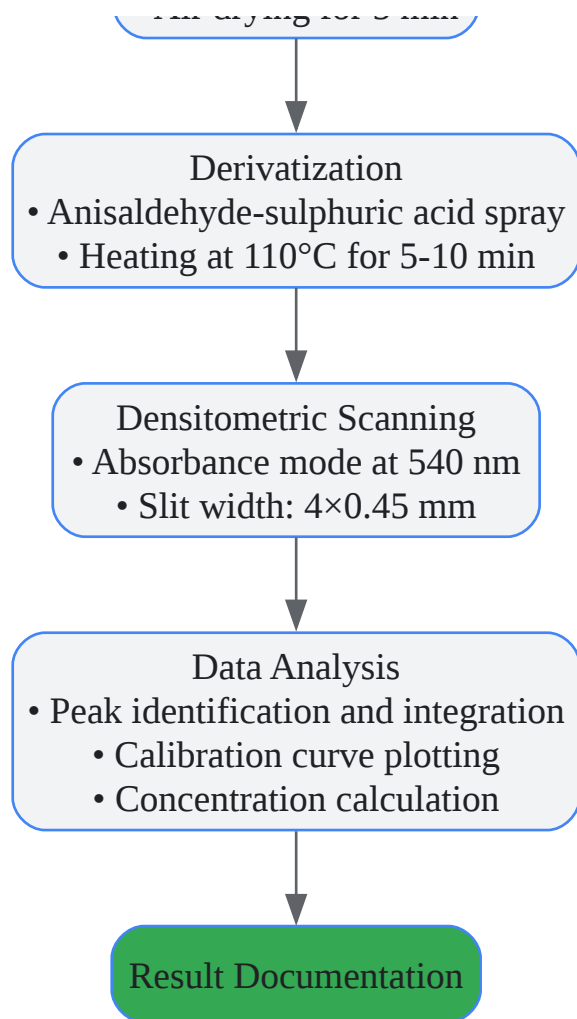 Derivatization
• Anisaldehyde-sulphuric acid spray
• Heating at 110°C for 5-10 min
Densitometric Scanning
• Absorbance mode at 540 nm
• Slit width: 4×0.45 mm
Data Analysis
• Peak identification and integration
• Calibration curve plotting
• Concentration calculation
Result Documentation